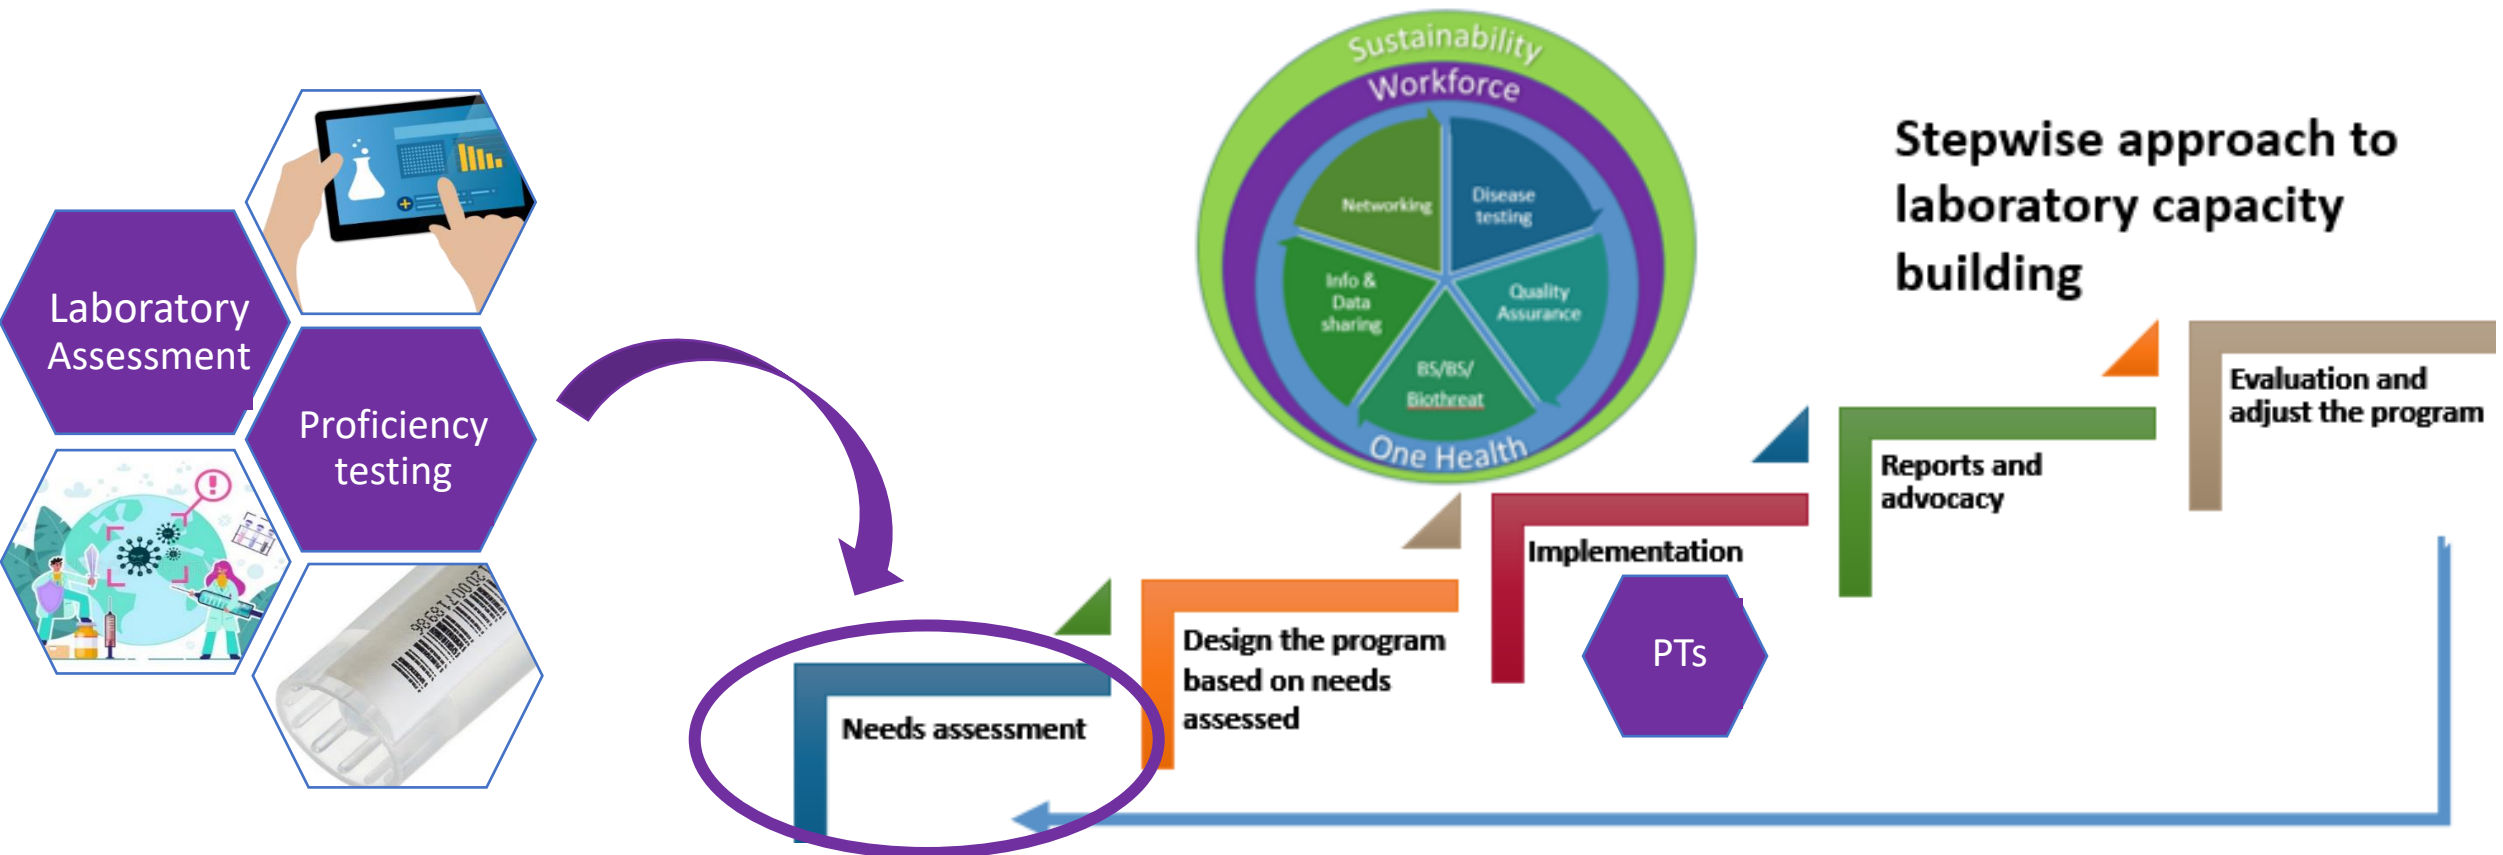 Laboratory
Assessment
Proficiency
testing
Sustainability
Workforce
Networking
Disease
testing
Info &
Data
sharing
Quality
Assurance
BS/BS/
Biothreat
One Health
Stepwise approach to
laboratory capacity
building
Needs assessment
Design the program
based on needs
assessed
Implementation
PTs
Reports and
advocacy
Evaluation and
adjust the program